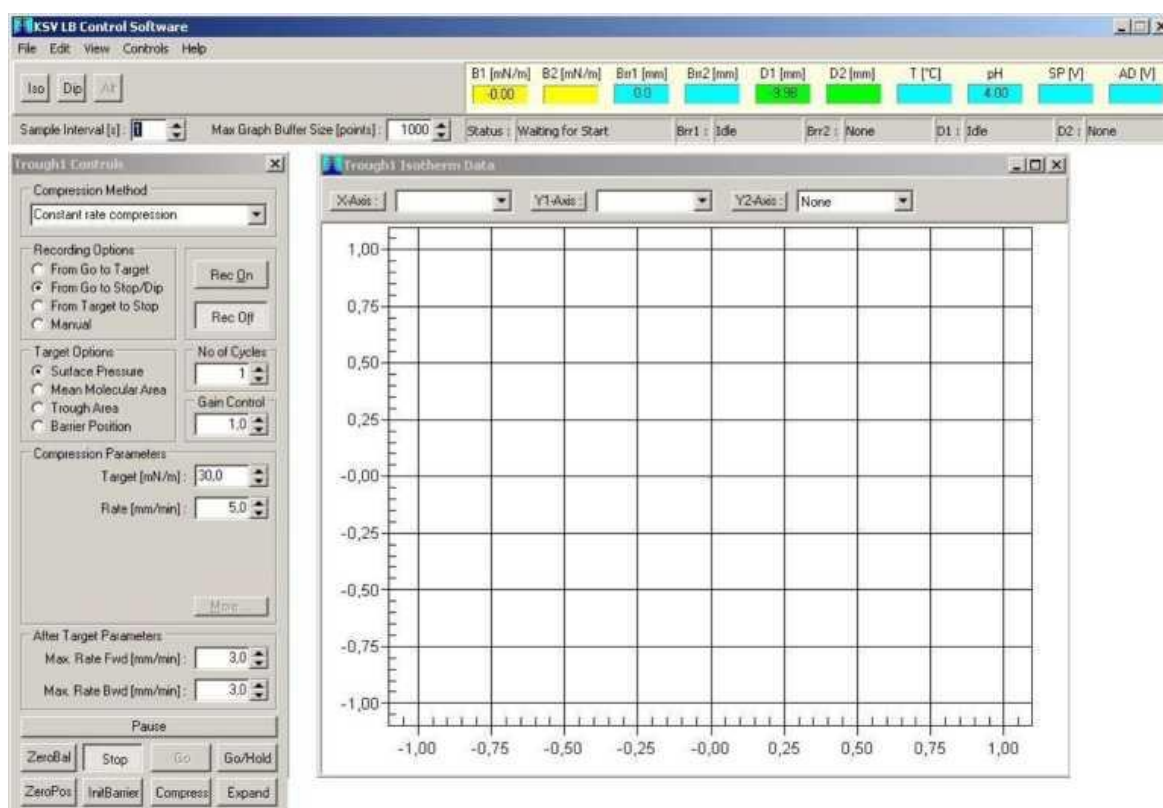 KSV LB Control Software
File Edit View Controls Help
Iso Dip Alt
B1 [mN/m] B2 [mN/m] Brr1 [mm] Brr2 [mm] D1 [mm] D2 [mm] T [°C] pH SP [V] AD [V]
-0.00 0.0 -9.98 4.00
Sample Interval [s] : 1 Max Graph Buffer Size [points] : 1000 Status : Waiting for Start Brr1 : Idle Brr2 : None D1 : Idle D2 : None
Trough1 Controls
Compression Method
Constant rate compression
Recording Options
From Go to Target
From Go to Stop/Dip
From Target to Stop
Manual
Rec On
Rec Off
Target Options
Surface Pressure
Mean Molecular Area
Trough Area
Barrier Position
No of Cycles
1
Gain Control
1,0
Compression Parameters
Target [mN/m] : 30,0
Rate [mm/min] : 5,0
More...
After Target Parameters
Max. Rate Fwd [mm/min] : 3,0
Max. Rate Bwd [mm/min] : 3,0
Pause
ZeroBal Stop Go Go/Hold
ZeroPos InitBarrier Compress Expand
Trough1 Isotherm Data
X-Axis : Y1-Axis : Y2-Axis : None
1,00
0,75
0,50
0,25
-0,00
-0,25
-0,50
-0,75
-1,00
-1,00 -0,75 -0,50 -0,25 -0,00 0,25 0,50 0,75 1,00